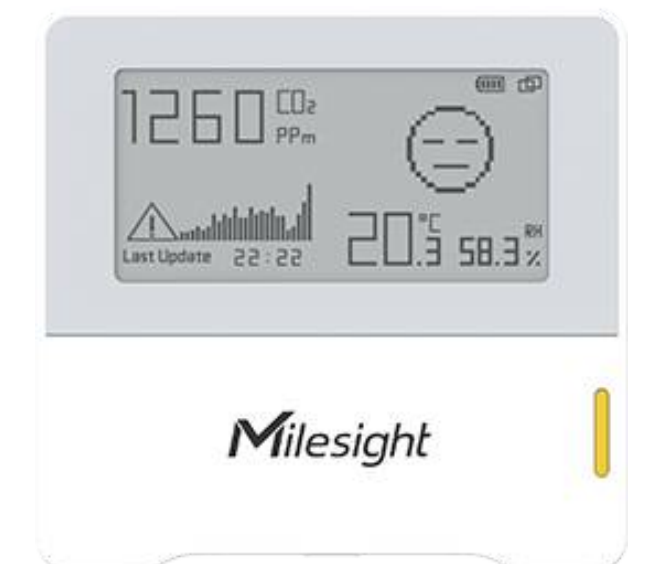 1260 CO2
PPm
Last Update 22:22
20.3 °C 58.3 RH %
Milesight